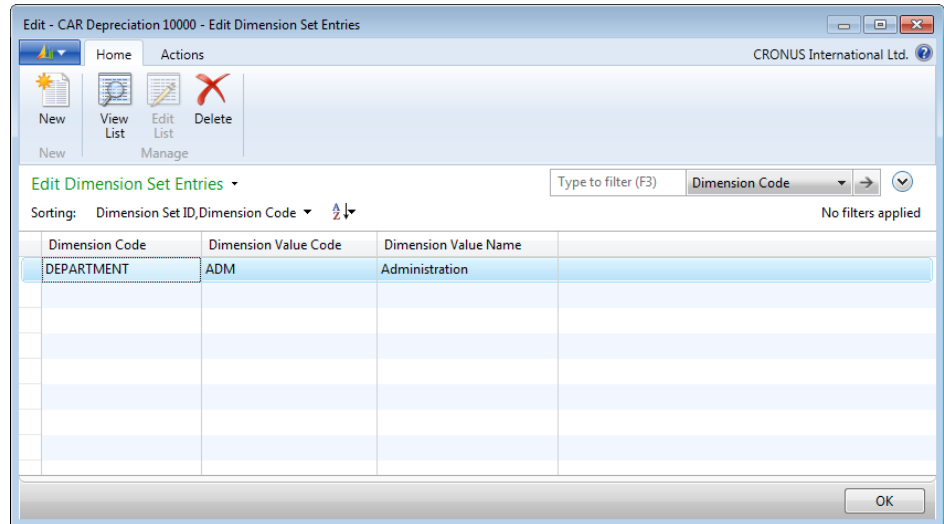 Edit - CAR Depreciation 10000 - Edit Dimension Set Entries
Home Actions CRONUS International Ltd.
New View List Edit List Delete
New Manage
Edit Dimension Set Entries Type to filter (F3) Dimension Code
Sorting: Dimension Set ID,Dimension Code No filters applied
Dimension Code Dimension Value Code Dimension Value Name
DEPARTMENT ADM Administration
OK